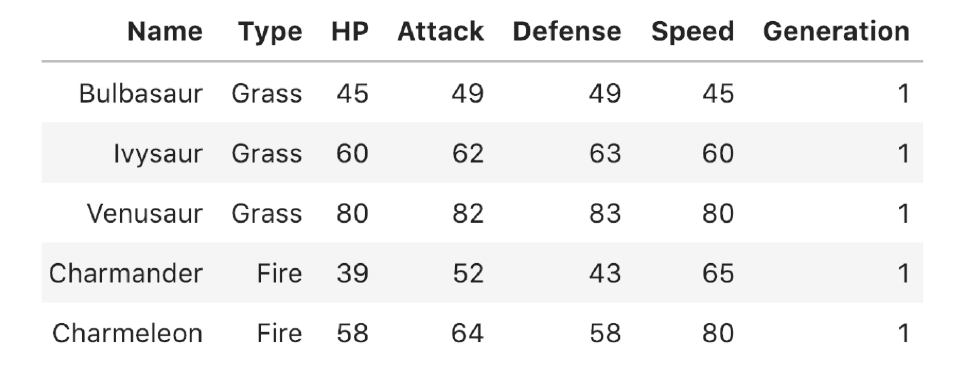 Name Type HP Attack Defense Speed Generation
Bulbasaur Grass 45 49 49 45 1
Ivysaur Grass 60 62 63 60 1
Venusaur Grass 80 82 83 80 1
Charmander Fire 39 52 43 65 1
Charmeleon Fire 58 64 58 80 1